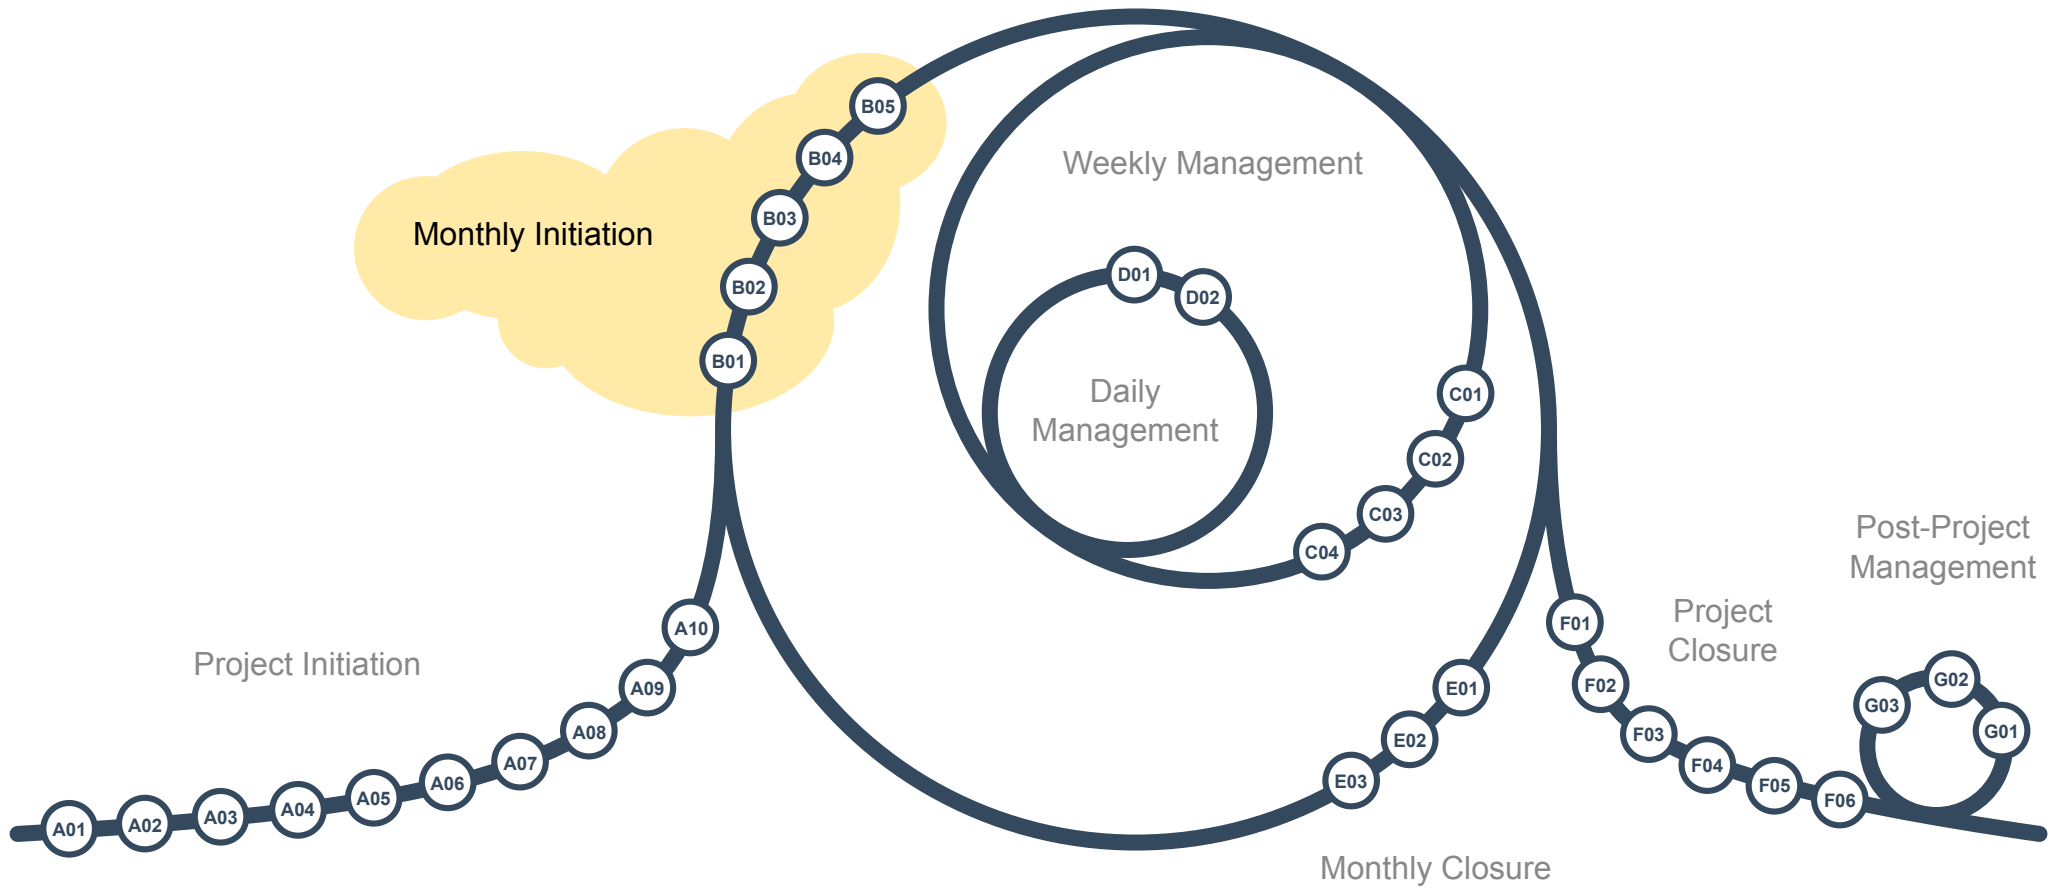 Monthly Initiation
Weekly Management
Daily
Management
Project Initiation
Monthly Closure
Project
Closure
Post-Project
Management
A01
A02
A03
A04
A05
A06
A07
A08
A09
A10
B01
B02
B03
B04
B05
C01
C02
C03
C04
D01
D02
E01
E02
E03
F01
F02
F03
F04
F05
F06
G01
G02
G03